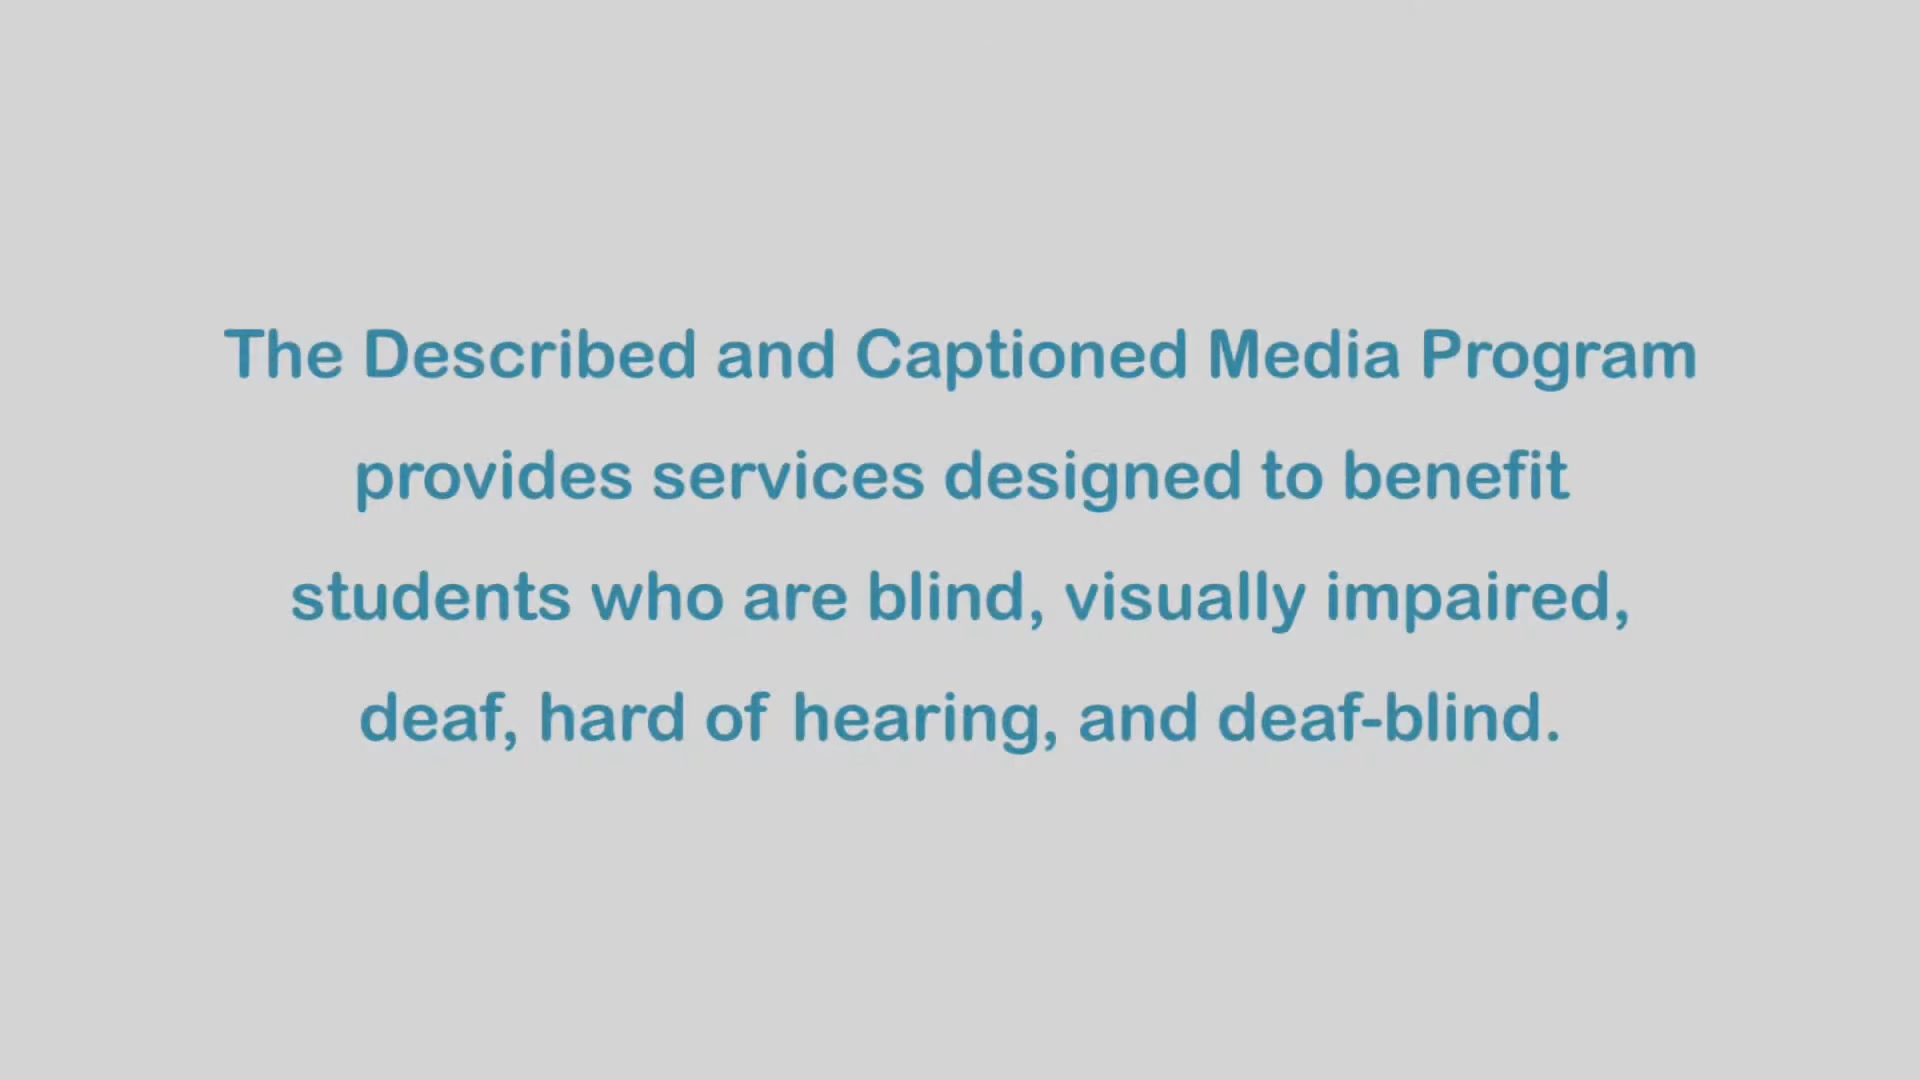 The Described and Captioned Media Program
provides services designed to benefit
students who are blind, visually impaired,
deaf, hard of hearing, and deaf-blind.